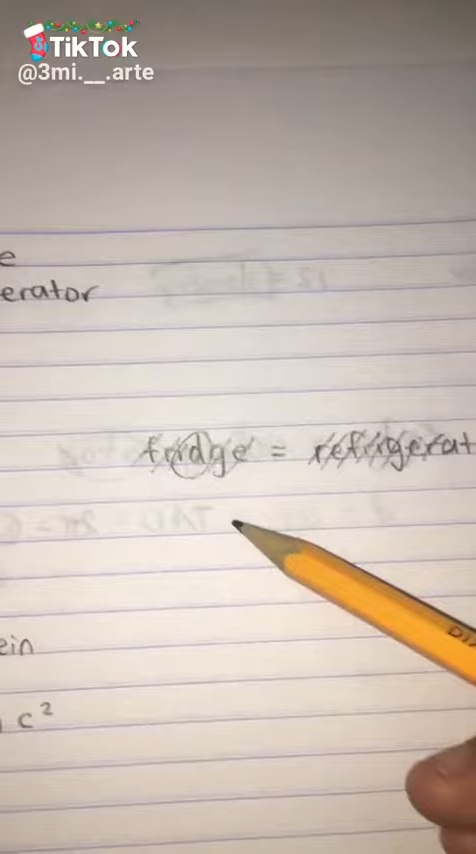 TikTok
@3mi.__.arte
e
erator
fridge = refrigerat
ein
c²